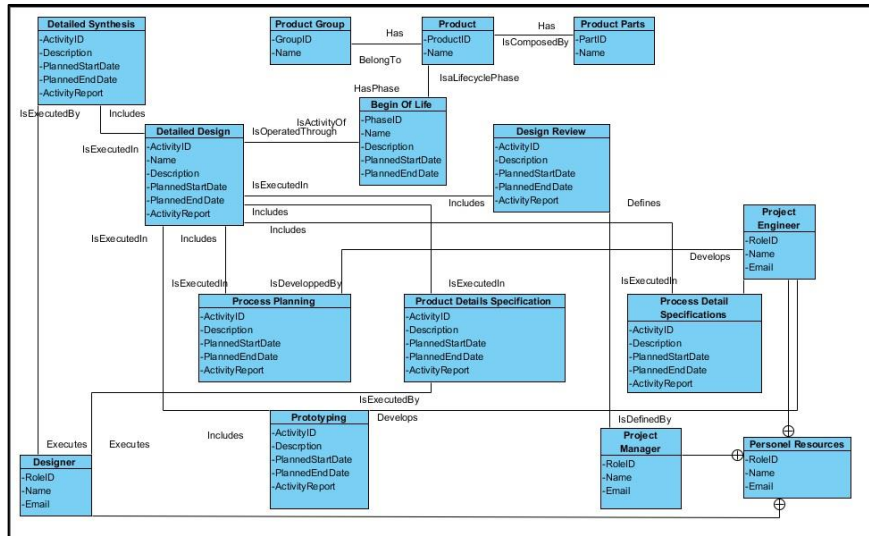 Detailed Synthesis
-ActivityID
-Description
-PlannedStartDate
-PlannedEndDate
-ActivityReport
Product Group
-GroupID
-Name
Has
BelongTo
Product
-ProductID
-Name
Has
IsComposedBy
Product Parts
-PartID
-Name
IsaLifecyclePhase
HasPhase
IsExecutedBy
Includes
IsExecutedIn
Detailed Design
-ActivityID
-Name
-Description
-PlannedStartDate
-PlannedEndDate
-ActivityReport
IsActivityOf
IsOperatedThrough
Begin Of Life
-PhaseID
-Name
-Description
-PlannedStartDate
-PlannedEndDate
Design Review
-ActivityID
-Description
-PlannedStartDate
-PlannedEndDate
-ActivityReport
IsExecutedIn
Includes
Includes
Includes
Defines
IsExecutedIn
Includes
Project
Engineer
-RoleID
-Name
-Email
Develops
IsExecutedIn
IsDeveloppedBy
IsExecutedIn
IsExecutedIn
Process Planning
-ActivityID
-Description
-PlannedStartDate
-PlannedEndDate
-ActivityReport
Product Details Specification
-ActivityID
-Description
-PlannedStartDate
-PlannedEndDate
-ActivityReport
Process Detail
Specifications
-ActivityID
-Description
-PlannedStartDate
-PlannedEndDate
-ActivityReport
IsExecutedBy
Develops
IsDefinedBy
Executes
Executes
Includes
Prototyping
-ActivityID
-Descrption
-PlannedStartDate
-PlannedEndDate
-ActivityReport
Designer
-RoleID
-Name
-Email
Project
Manager
-RoleID
-Name
-Email
Personel Resources
-RoleID
-Name
-Email